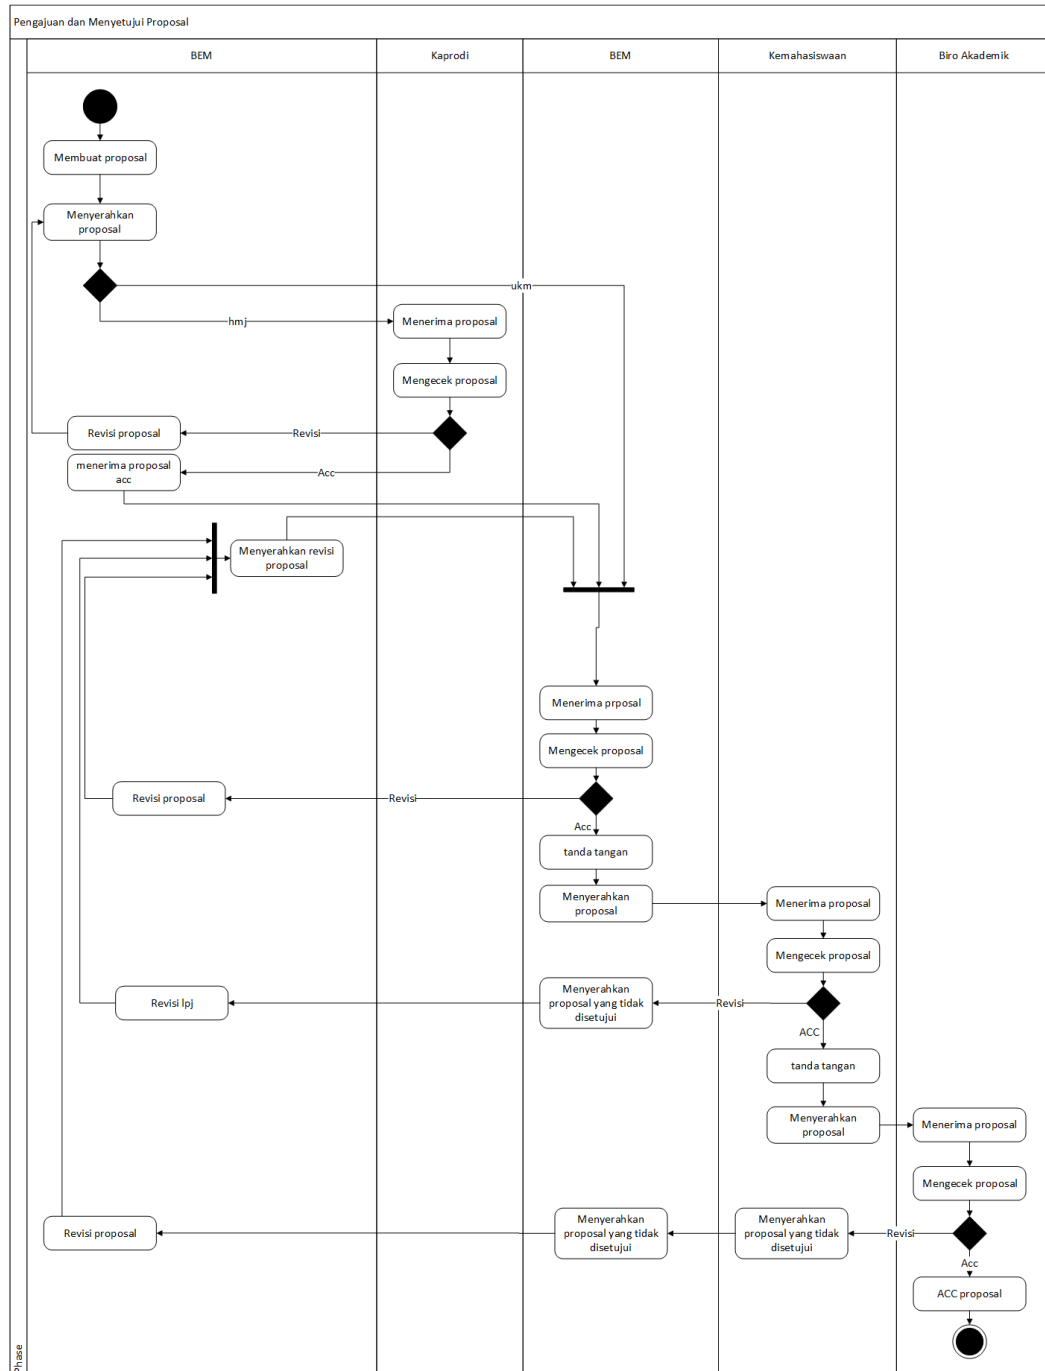 Pengajuan dan Menyetujui Proposal
BEM
Kaprodi
BEM
Kemahasiswaan
Biro Akademik
Membuat proposal
Menyerahkan
proposal
ukm
hmj
Menerima proposal
Mengecek proposal
Revisi proposal
Revisi
menerima proposal
acc
Acc
Menyerahkan revisi
proposal
Menerima prposal
Mengecek proposal
Revisi proposal
Revisi
Acc
tanda tangan
Menyerahkan
proposal
Menerima proposal
Mengecek proposal
Revisi lpj
Menyerahkan
proposal yang tidak
disetujui
Revisi
ACC
tanda tangan
Menyerahkan
proposal
Menerima proposal
Mengecek proposal
Revisi proposal
Menyerahkan
proposal yang tidak
disetujui
Menyerahkan
proposal yang tidak
disetujui
Revisi
Acc
ACC proposal
Phase